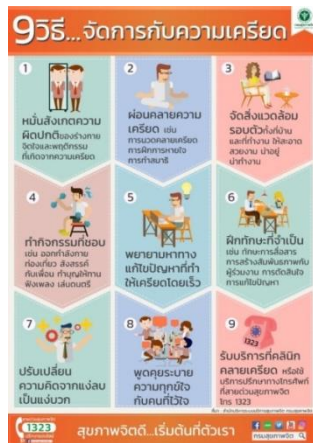 9วิธี...จัดการกับความเครียด
1
หมั่นสังเกตความ
ผิดปกติของร่างกาย
จิตใจและพฤติกรรม
ที่เกิดจากความเครียด
2
ผ่อนคลายความ
เครียด เช่น
การนวดคลายเครียด
การฝึกการหายใจ
การทำสมาธิ
3
จัดสิ่งแวดล้อม
รอบตัวทั้งที่บ้าน
และที่ทำงาน ให้สะอาด
สวยงาม น่าอยู่
น่าทำงาน
4
ทำกิจกรรมที่ชอบ
เช่น ออกกำลังกาย
ท่องเที่ยว สังสรรค์
กับเพื่อน ทำบุญให้ทาน
ฟังเพลง เล่นดนตรี
5
พยายามหาทาง
แก้ไขปัญหาที่ทำ
ให้เครียดโดยเร็ว
6
ฝึกทักษะที่จำเป็น
เช่น ทักษะการสื่อสาร
การสร้างสัมพันธภาพกับ
ผู้ร่วมงาน การตัดสินใจ
การแก้ปัญหา
7
ปรับเปลี่ยน
ความคิดจากแง่ลบ
เป็นแง่บวก
8
พูดคุยระบาย
ความทุกข์ใจ
กับคนที่ไว้ใจ
9
1323
รับบริการที่คลินิก
คลายเครียด หรือใช้
บริการปรึกษาทางโทรศัพท์
ที่สายด่วนสุขภาพจิต
โทร 1323
1323
สุขภาพจิตดี...เริ่มต้นที่ตัวเรา
กรมสุขภาพจิต